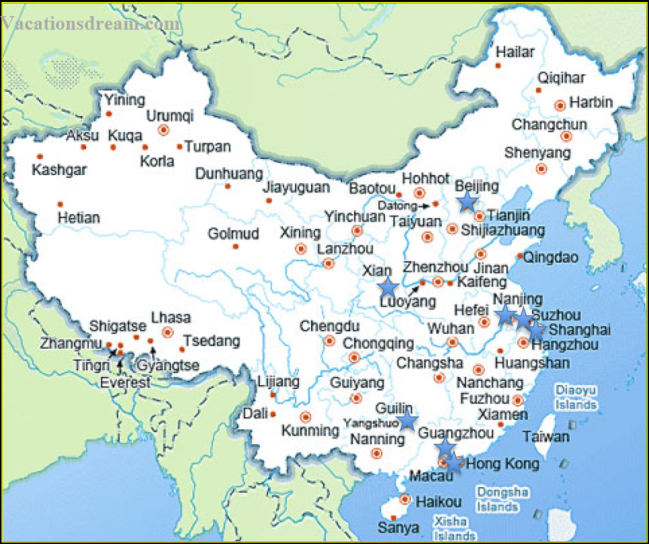 Vacationsdream.com
Hailar
Qiqihar
Yining
Harbin
Urumqi
Changchun
Aksu
Kuqa
Turpan
Shenyang
Kashgar
Korla
Dunhuang
Hohhot
Jiayuguan
Baotou
Beijing
Datong
Hetian
Yinchuan
Taiyuan
Tianjin
Shijiazhuang
Golmud
Xining
Lanzhou
Qingdao
Xian
Zhenzhou
Jinan
Kaifeng
Luoyang
Nanjing
Hefei
Suzhou
Lhasa
Shigatse
Chengdu
Wuhan
Shanghai
Zhangmu
Tsedang
Hangzhou
Tingri
Gyangtse
Chongqing
Changsha
Huangshan
Everest
Lijiang
Guiyang
Nanchang
Diaoyu
Islands
Fuzhou
Dali
Guilin
Xiamen
Kunming
Yangshuo
Guangzhou
Taiwan
Nanning
Hong Kong
Macau
Dongsha
Islands
Haikou
Sanya
Xisha
Islands